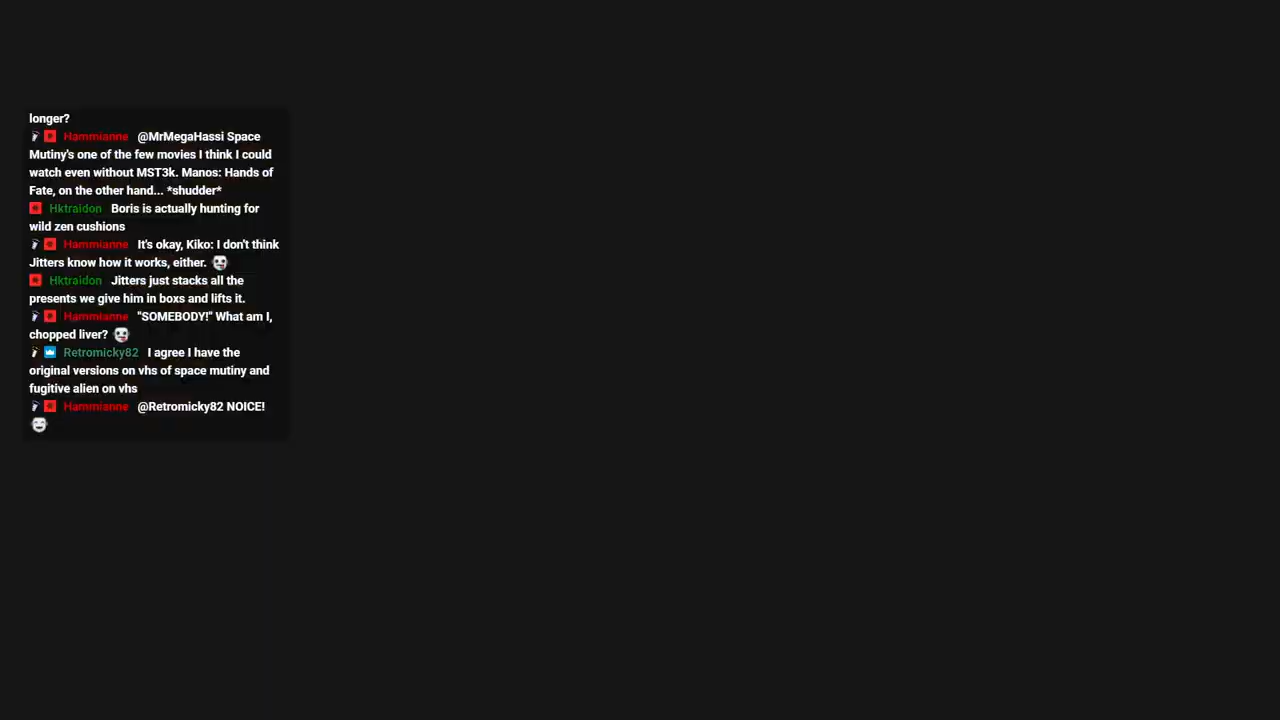 longer?
Hammianne @MrMegaHassi Space
Mutiny's one of the few movies I think I could
watch even without MST3k. Manos: Hands of
Fate, on the other hand... *shudder*
Hktraidon Boris is actually hunting for
wild zen cushions
Hammianne It's okay, Kiko: I don't think
Jitters know how it works, either.
Hktraidon Jitters just stacks all the
presents we give him in boxs and lifts it.
Hammianne "SOMEBODY!" What am I,
chopped liver?
Retromicky82 I agree I have the
original versions on vhs of space mutiny and
fugitive alien on vhs
Hammianne @Retromicky82 NOICE!